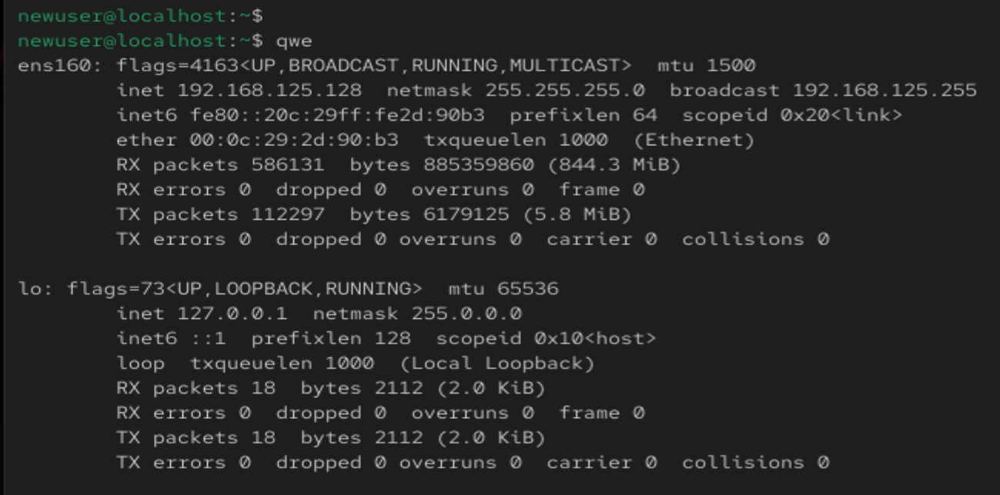 newuser@localhost:~$
newuser@localhost:~$ qwe
ens160: flags=4163<UP,BROADCAST,RUNNING,MULTICAST>  mtu 1500
        inet 192.168.125.128  netmask 255.255.255.0  broadcast 192.168.125.255
        inet6 fe80::20c:29ff:fe2d:90b3  prefixlen 64  scopeid 0x20<link>
        ether 00:0c:29:2d:90:b3  txqueuelen 1000  (Ethernet)
        RX packets 586131  bytes 885359860 (844.3 MiB)
        RX errors 0  dropped 0  overruns 0  frame 0
        TX packets 112297  bytes 6179125 (5.8 MiB)
        TX errors 0  dropped 0 overruns 0  carrier 0  collisions 0

lo: flags=73<UP,LOOPBACK,RUNNING>  mtu 65536
        inet 127.0.0.1  netmask 255.0.0.0
        inet6 ::1  prefixlen 128  scopeid 0x10<host>
        loop  txqueuelen 1000  (Local Loopback)
        RX packets 18  bytes 2112 (2.0 KiB)
        RX errors 0  dropped 0  overruns 0  frame 0
        TX packets 18  bytes 2112 (2.0 KiB)
        TX errors 0  dropped 0 overruns 0  carrier 0  collisions 0